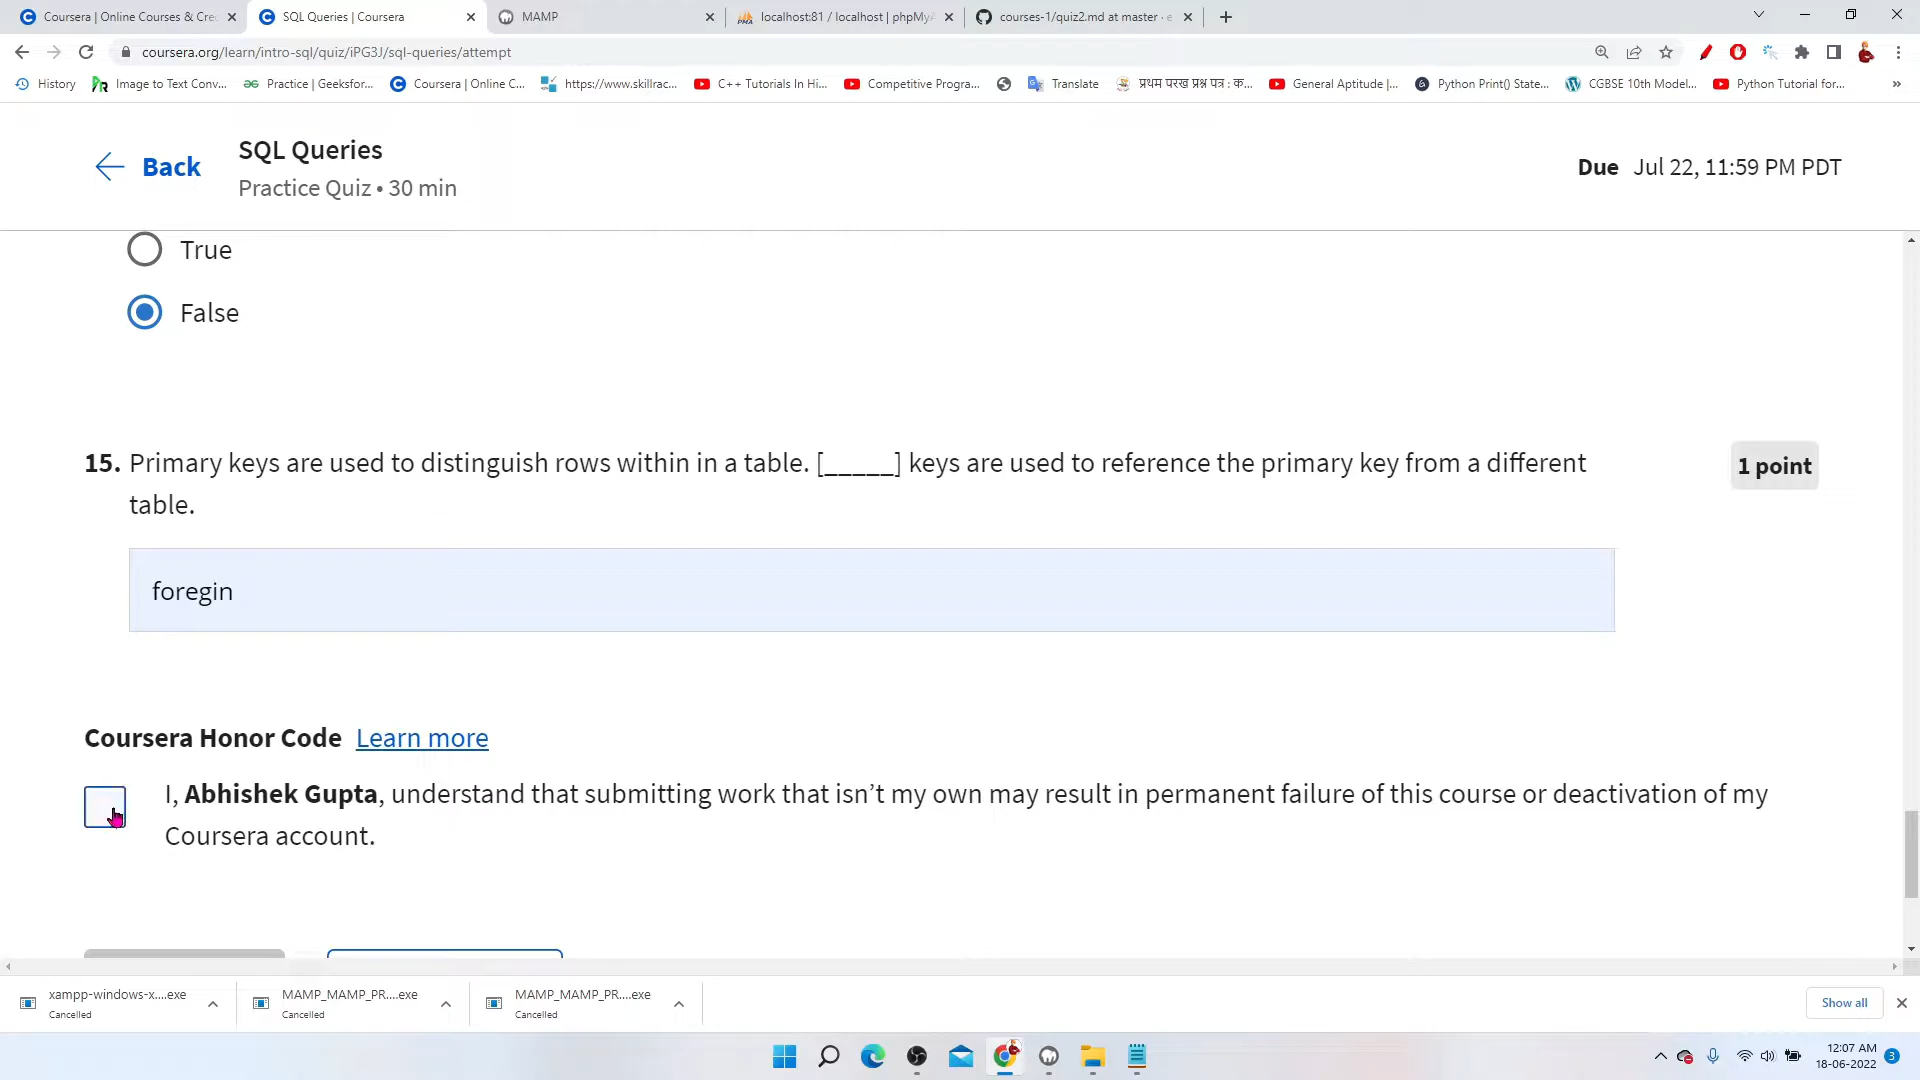 Coursera | Online Courses & Cre
SQL Queries | Coursera
MAMP
localhost:81 / localhost | phpMyA
courses-1/quiz2.md at master · e
coursera.org/learn/intro-sql/quiz/iPG3J/sql-queries/attempt
History
Image to Text Conv...
Practice | Geeksfor...
Coursera | Online C...
https://www.skillrac...
C++ Tutorials In Hi...
Competitive Progra...
Translate
प्रथम परख प्रश्न पत्र : क...
General Aptitude |...
Python Print() State...
CGBSE 10th Model...
Python Tutorial for...
»
Back
SQL Queries
Practice Quiz • 30 min
Due Jul 22, 11:59 PM PDT
True
False
15. Primary keys are used to distinguish rows within in a table. [_____] keys are used to reference the primary key from a different
table.
1 point
foregin
Coursera Honor Code Learn more
I, Abhishek Gupta, understand that submitting work that isn’t my own may result in permanent failure of this course or deactivation of my
Coursera account.
xampp-windows-x....exe
Cancelled
MAMP_MAMP_PR....exe
Cancelled
MAMP_MAMP_PR....exe
Cancelled
Show all
12:07 AM
18-06-2022
3